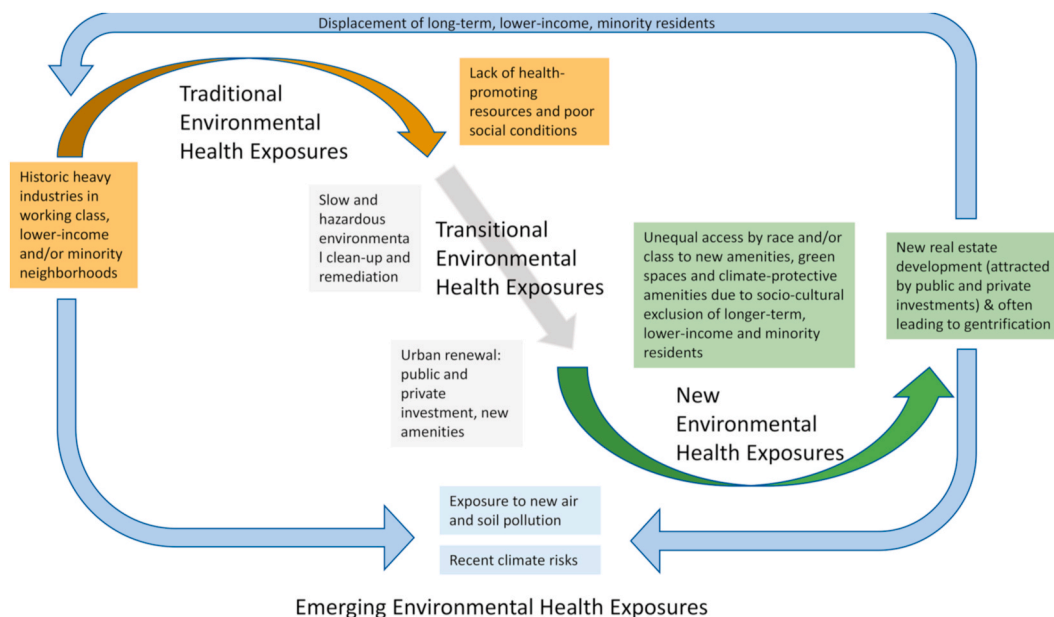 Displacement of long-term, lower-income, minority residents
Traditional
Environmental
Health Exposures
Lack of health-
promoting
resources and poor
social conditions
Historic heavy
industries in
working class,
lower-income
and/or minority
neighborhoods
Slow and
hazardous
environmenta
l clean-up and
remediation
Transitional
Environmental
Health Exposures
Unequal access by race and/or
class to new amenities, green
spaces and climate-protective
amenities due to socio-cultural
exclusion of longer-term,
lower-income and minority
residents
New real estate
development (attracted
by public and private
investments) & often
leading to gentrification
Urban renewal:
public and
private
investment, new
amenities
New
Environmental
Health Exposures
Exposure to new air
and soil pollution
Recent climate risks
Emerging Environmental Health Exposures